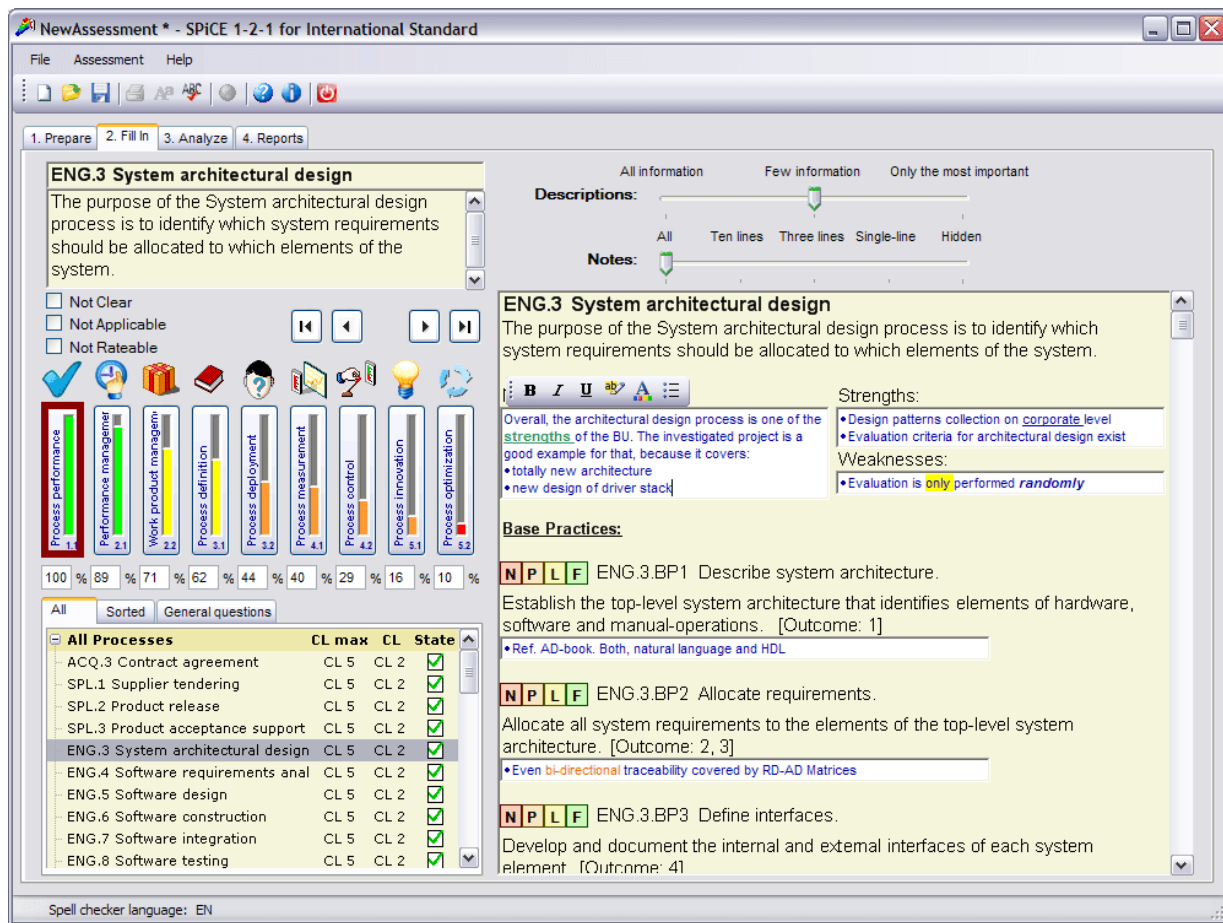 NewAssessment * - SPiCE 1-2-1 for International Standard
File Assessment Help
1. Prepare 2. Fill In 3. Analyze 4. Reports
ENG.3 System architectural design
The purpose of the System architectural design
process is to identify which system requirements
should be allocated to which elements of the
system.
Not Clear
Not Applicable
Not Rateable
Process performance 1.1
Performance managemer 2.1
Work product managem 2.2
Process definition 3.1
Process deployment 3.2
Process measurement 4.1
Process control 4.2
Process innovation 5.1
Process optimization 5.2
100 % 89 % 71 % 62 % 44 % 40 % 29 % 16 % 10 %
All Sorted General questions
All Processes CL max CL State
ACQ.3 Contract agreement CL 5 CL 2
SPL.1 Supplier tendering CL 5 CL 2
SPL.2 Product release CL 5 CL 2
SPL.3 Product acceptance support CL 5 CL 2
ENG.3 System architectural design CL 5 CL 2
ENG.4 Software requirements anal CL 5 CL 2
ENG.5 Software design CL 5 CL 2
ENG.6 Software construction CL 5 CL 2
ENG.7 Software integration CL 5 CL 2
ENG.8 Software testing CL 5 CL 2
All information Few information Only the most important
Descriptions:
All Ten lines Three lines Single-line Hidden
Notes:
ENG.3 System architectural design
The purpose of the System architectural design process is to identify which
system requirements should be allocated to which elements of the system.
B I U ab A
Overall, the architectural design process is one of the
strengths of the BU. The investigated project is a
good example for that, because it covers:
• totally new architecture
• new design of driver stack
Strengths:
• Design patterns collection on corporate level
• Evaluation criteria for architectural design exist
Weaknesses:
• Evaluation is only performed randomly
Base Practices:
N P L F ENG.3.BP1 Describe system architecture.
Establish the top-level system architecture that identifies elements of hardware,
software and manual-operations. [Outcome: 1]
• Ref. AD-book. Both, natural language and HDL
N P L F ENG.3.BP2 Allocate requirements.
Allocate all system requirements to the elements of the top-level system
architecture. [Outcome: 2, 3]
• Even bi-directional traceability covered by RD-AD Matrices
N P L F ENG.3.BP3 Define interfaces.
Develop and document the internal and external interfaces of each system
element. [Outcome: 4]
Spell checker language: EN